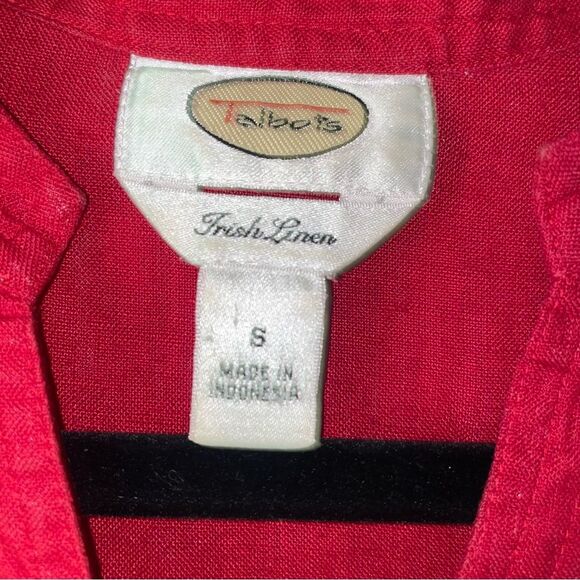 Talbots
Irish Linen
S
MADE IN
INDONESIA